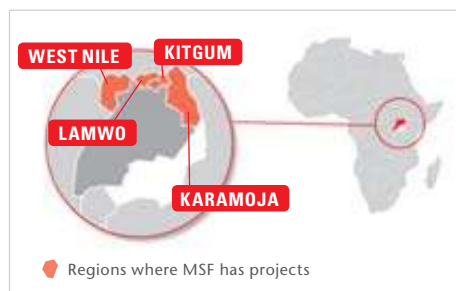 WEST NILE
KITGUM
LAMWO
KARAMOJA
Regions where MSF has projects